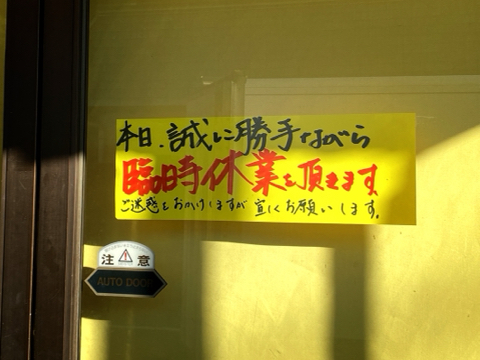 本日、誠に勝手ながら
臨時休業を頂きます
ご迷惑をおかけしますが 宜しくお願いします。
注意
AUTO DOOR